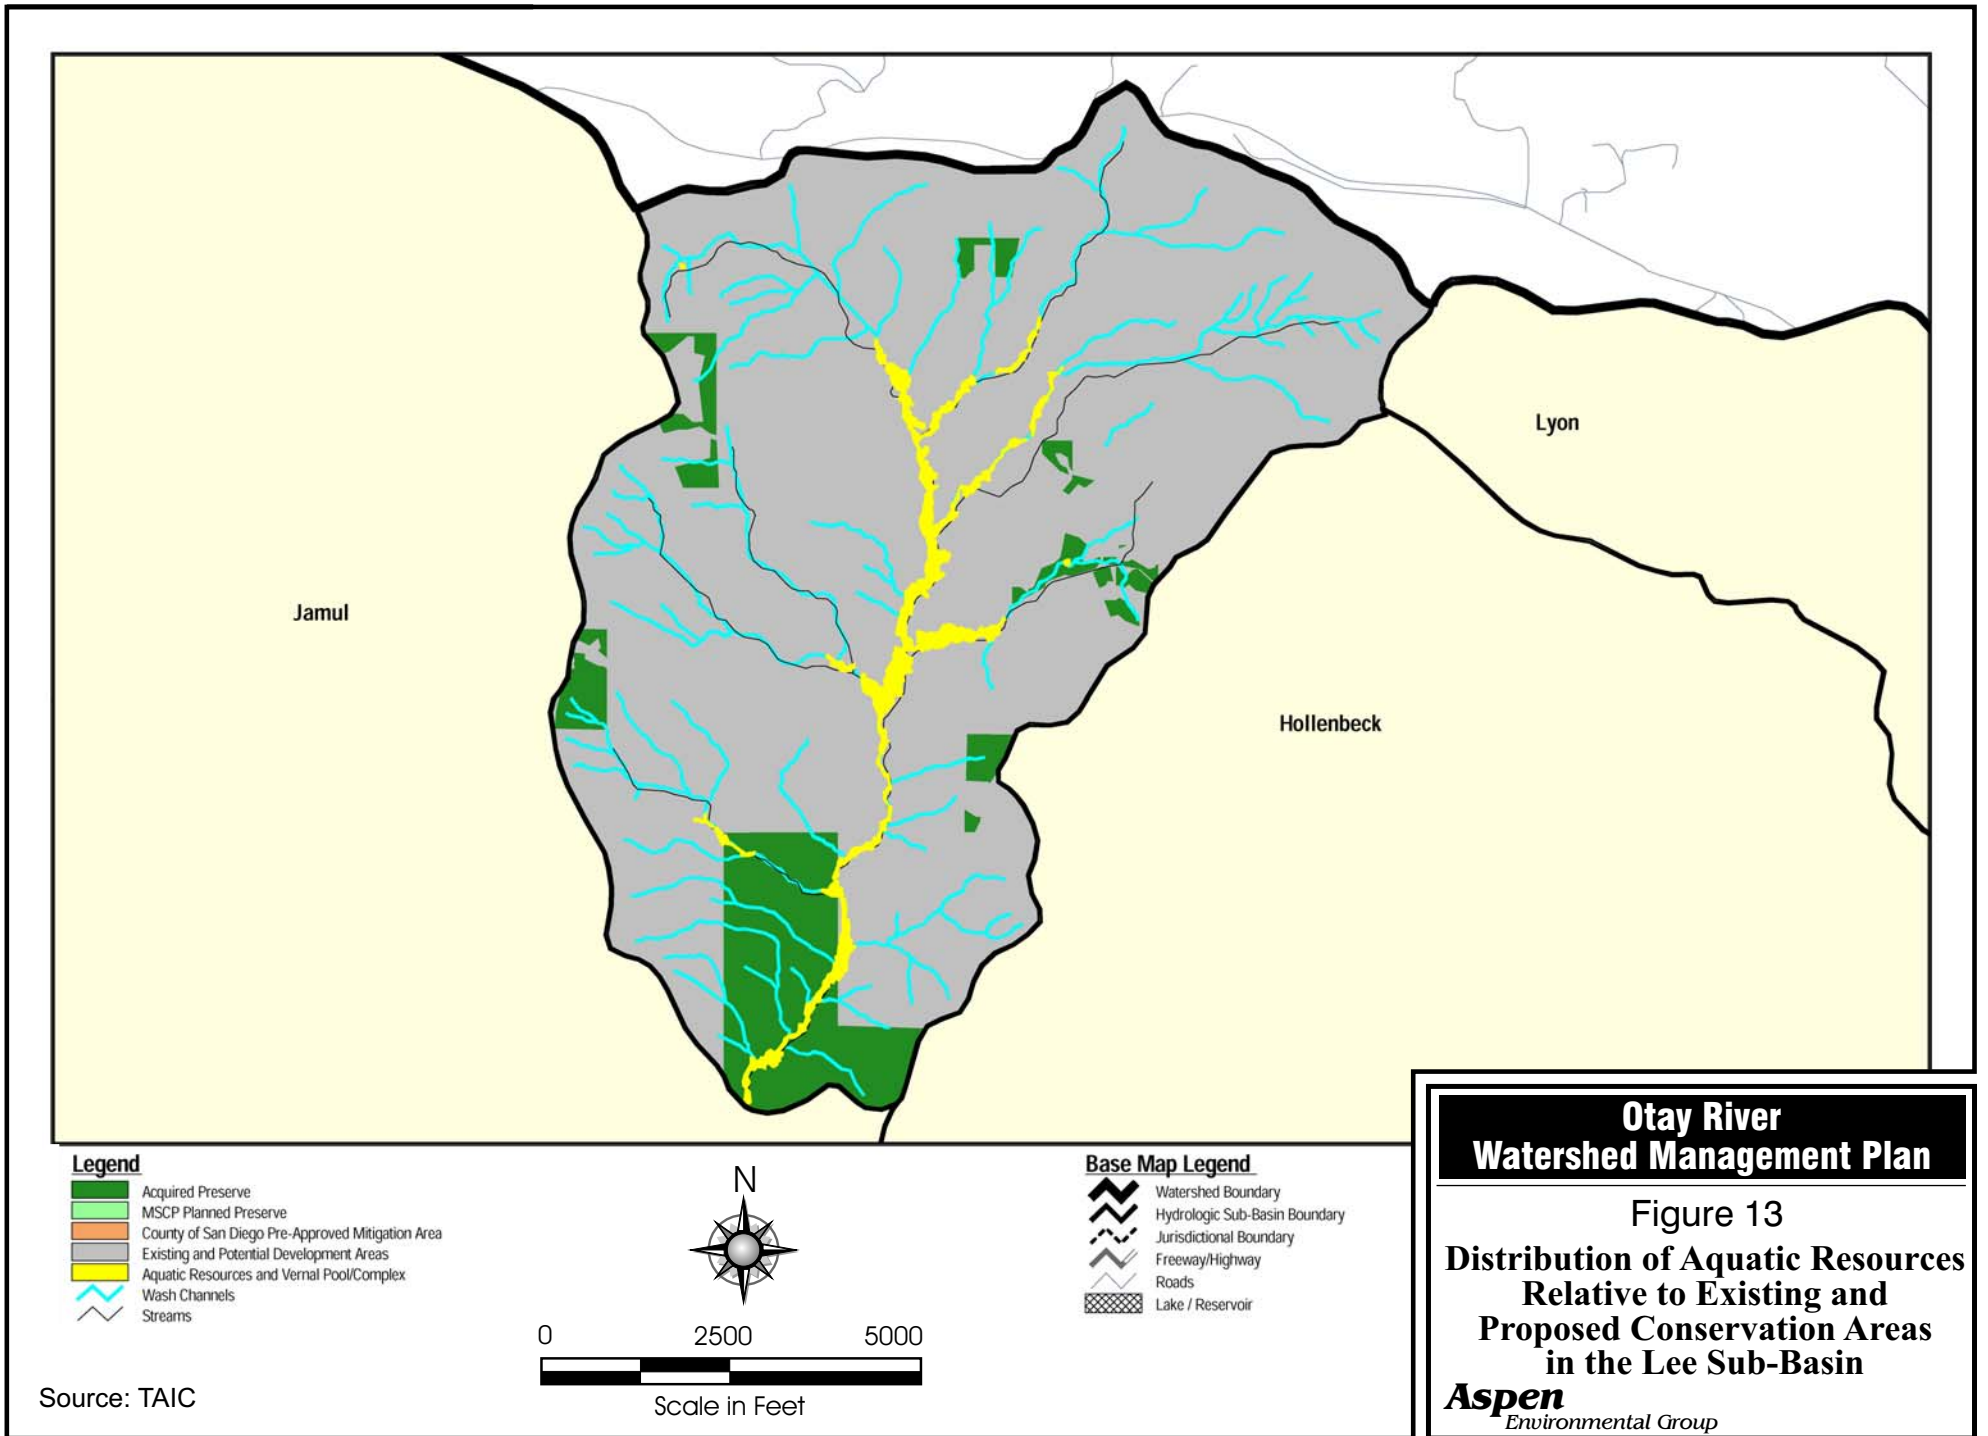 Lyon
Jamul
Hollenbeck
Legend
Acquired Preserve
MSCP Planned Preserve
County of San Diego Pre-Approved Mitigation Area
Existing and Potential Development Areas
Aquatic Resources and Vernal Pool/Complex
Wash Channels
Streams
Source: TAIC
N
0 2500 5000
Scale in Feet
Base Map Legend
Watershed Boundary
Hydrologic Sub-Basin Boundary
Jurisdictional Boundary
Freeway/Highway
Roads
Lake / Reservoir
Otay River
Watershed Management Plan
Figure 13
Distribution of Aquatic Resources
Relative to Existing and
Proposed Conservation Areas
in the Lee Sub-Basin
Aspen
Environmental Group